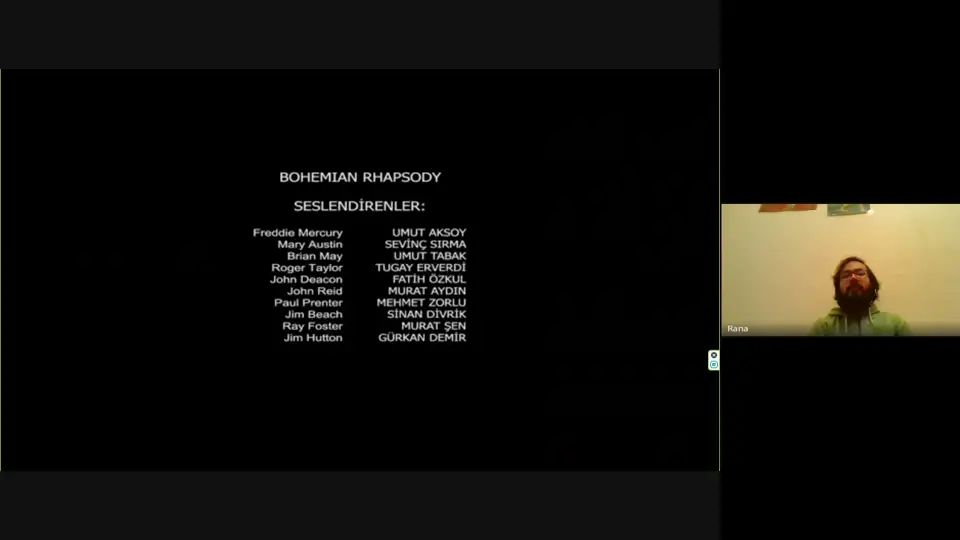 BOHEMIAN RHAPSODY
SESLENDİRENLER:
Freddie Mercury UMUT AKSOY
Mary Austin SEVİNÇ SIRMA
Brian May UMUT TABAK
Roger Taylor TUGAY ERVERDİ
John Deacon FATİH ÖZKUL
John Reid MURAT AYDIN
Paul Prenter MEHMET ZORLU
Jim Beach SİNAN DİVRİK
Ray Foster MURAT ŞEN
Jim Hutton GÜRKAN DEMİR
Rana